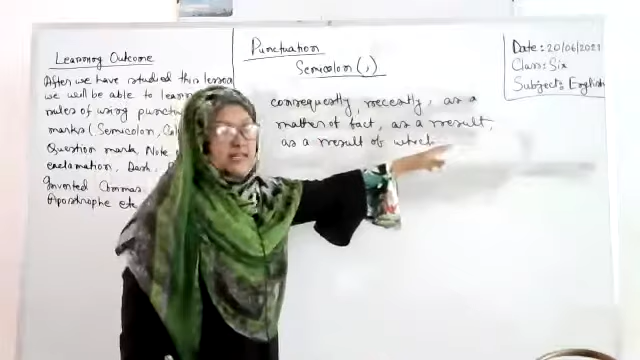 Learning Outcome
After we have studied this lesson
we will be able to learn
rules of using punct
marks (Semicolon, Col
Question mark, Note o
exclamation, Dash,
Inverted Commas
Apostrophe etc
Punctuation
Semicolon (;)
consequently, recently, as a
matter of fact, as a result,
as a result of which
Date: 20/06/2021
Class: Six
Subject: English